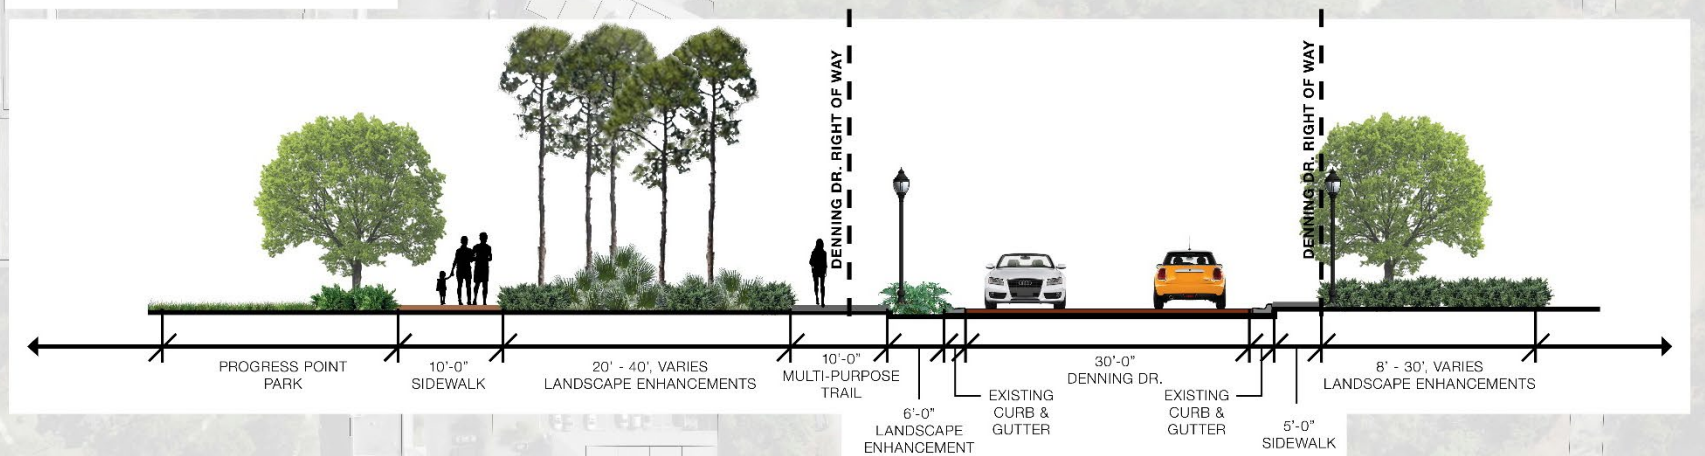 DENNING DR. RIGHT OF WAY
DENNING DR. RIGHT OF WAY
PROGRESS POINT
PARK
10'-0"
SIDEWALK
20' - 40', VARIES
LANDSCAPE ENHANCEMENTS
10'-0"
MULTI-PURPOSE
TRAIL
6'-0"
LANDSCAPE
ENHANCEMENT
EXISTING
CURB &
GUTTER
30'-0"
DENNING DR.
EXISTING
CURB &
GUTTER
5'-0"
SIDEWALK
8' - 30', VARIES
LANDSCAPE ENHANCEMENTS